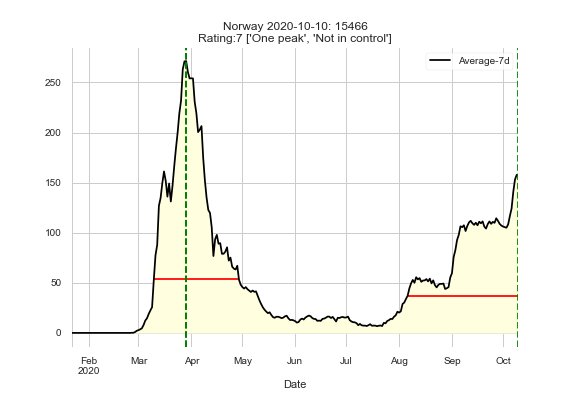 Norway 2020-10-10: 15466
Rating:7 ['One peak', 'Not in control']
Average-7d
250
200
150
100
50
0
Feb Mar Apr May Jun Jul Aug Sep Oct
2020
Date